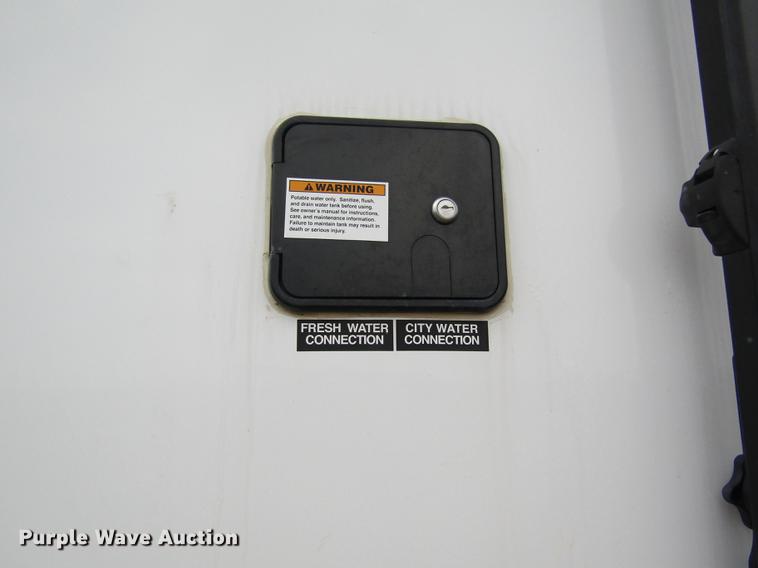 WARNING
Potable water only. Sanitize, flush,
and drain water tank before using.
See owner's manual for instructions,
care, and maintenance information.
Failure to maintain tank may result in
death or serious injury.
FRESH WATER
CONNECTION
CITY WATER
CONNECTION
Purple Wave Auction